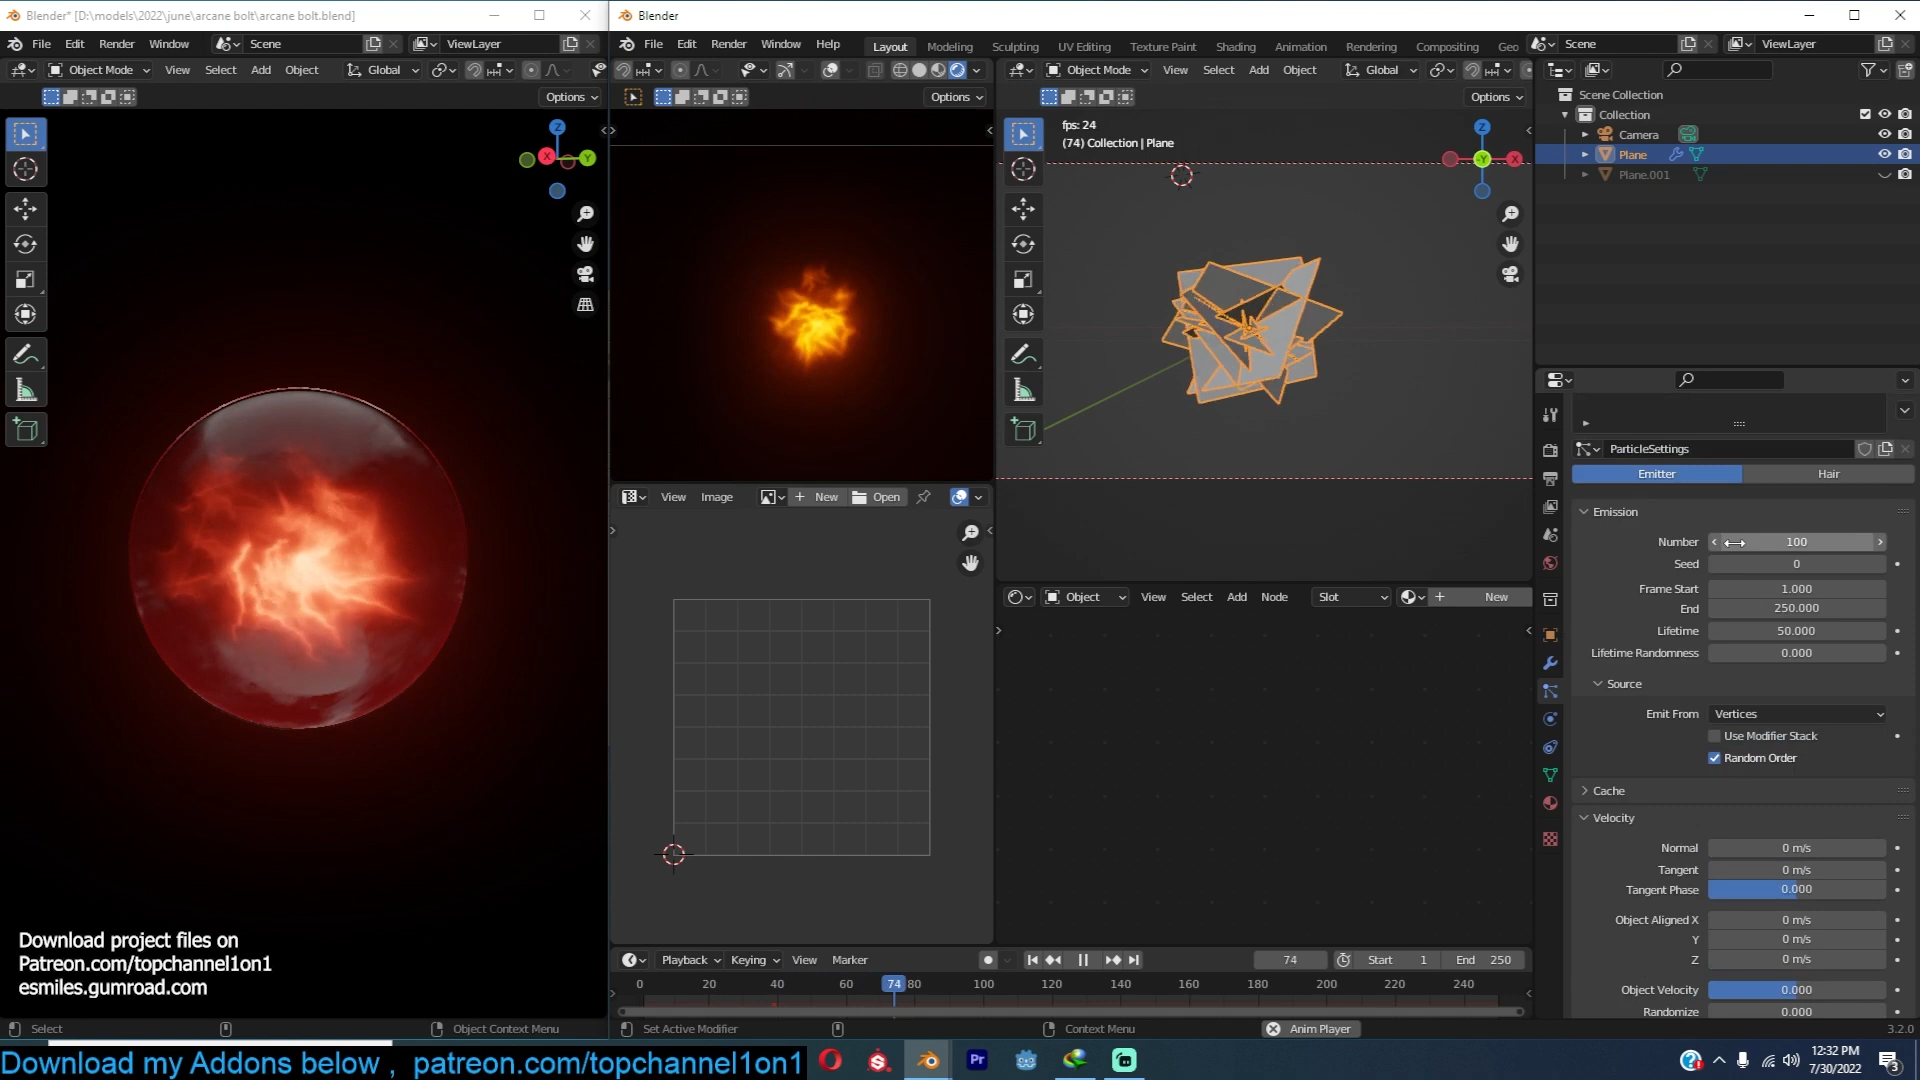 Blender* [D:\models\2022\june\arcane bolt\arcane bolt.blend]
Blender
File Edit Render Window
Scene
ViewLayer
File Edit Render Window Help
Layout Modeling Sculpting UV Editing Texture Paint Shading Animation Rendering Compositing Geo
Scene
ViewLayer
Object Mode View Select Add Object Global
Object Mode View Select Add Object Global
Options
Options
Options
Scene Collection
Collection
Camera
Plane
Plane.001
fps: 24
(74) Collection | Plane
Z
X
Y
Z
-Y
X
ParticleSettings
Emitter Hair
Emission
Number 100
Seed 0
Frame Start 1.000
End 250.000
Lifetime 50.000
Lifetime Randomness 0.000
Source
Emit From Vertices
Use Modifier Stack
Random Order
Cache
Velocity
Normal 0 m/s
Tangent 0 m/s
Tangent Phase 0.000
Object Aligned X 0 m/s
Y 0 m/s
Z 0 m/s
Object Velocity 0.000
Randomize 0.000
View Image New Open
Object View Select Add Node Slot New
Download project files on
Patreon.com/topchannel1on1
esmiles.gumroad.com
Playback Keying View Marker
74 Start 1 End 250
0 20 40 60 74 80 100 120 140 160 180 200 220 240
Select
Object Context Menu
Set Active Modifier
Context Menu
Anim Player
3.2.0
Download my Addons below , patreon.com/topchannel1on1
Pr
12:32 PM
7/30/2022
3